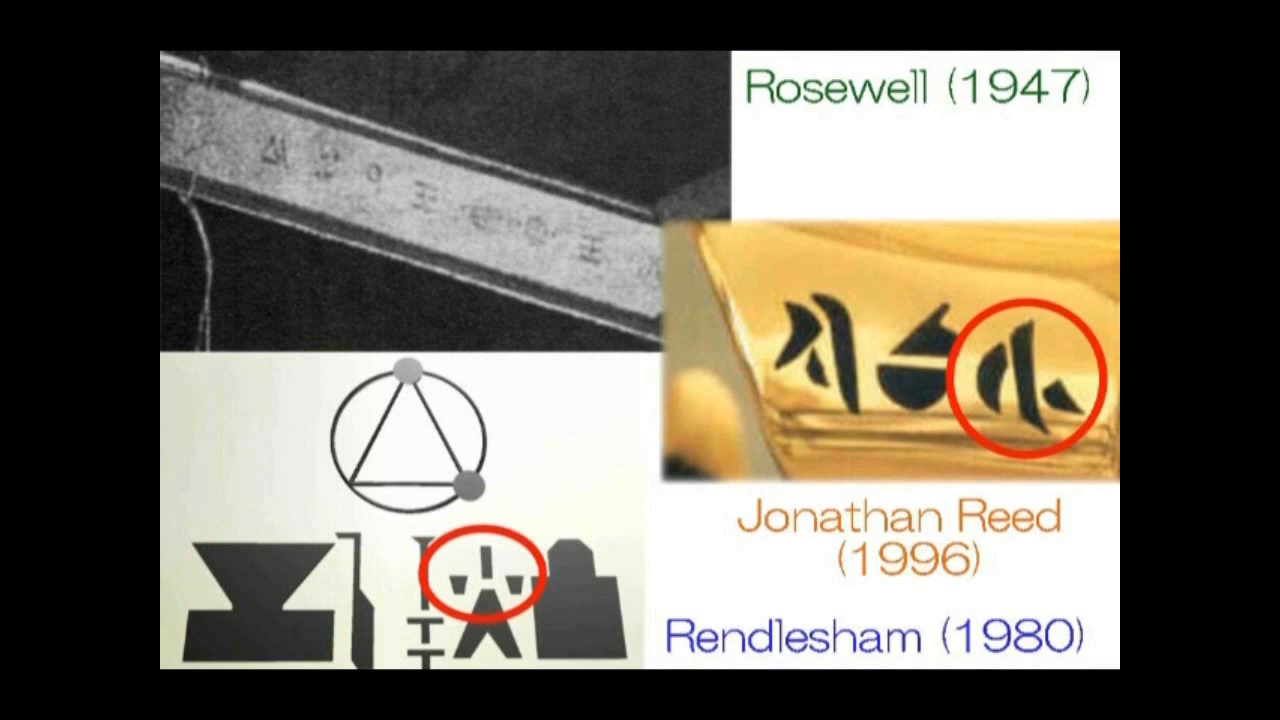 Rosewell (1947)
Jonathan Reed
(1996)
Rendlesham (1980)